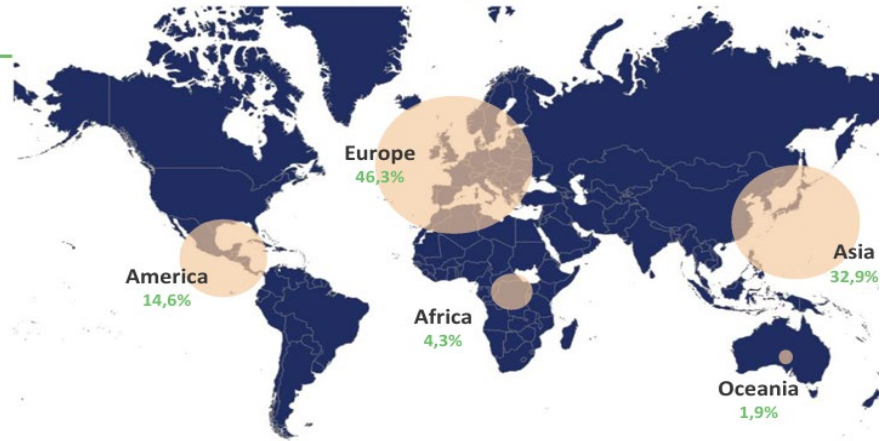 Europe
46,3%
America
14,6%
Africa
4,3%
Asia
32,9%
Oceania
1,9%